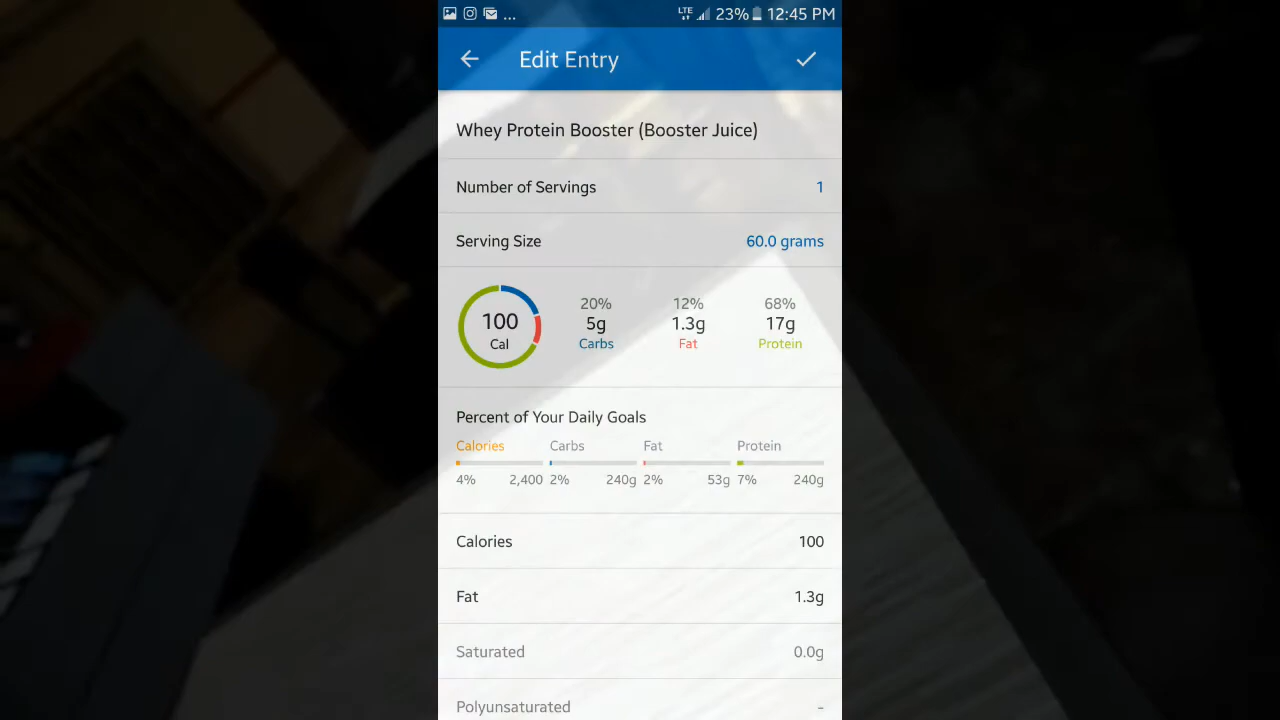 ... LTE 23% 12:45 PM
Edit Entry
Whey Protein Booster (Booster Juice)
Number of Servings 1
Serving Size 60.0 grams
20% 12% 68%
100 5g 1.3g 17g
Cal Carbs Fat Protein
Percent of Your Daily Goals
Calories Carbs Fat Protein
4% 2,400 2% 240g 2% 53g 7% 240g
Calories 100
Fat 1.3g
Saturated 0.0g
Polyunsaturated -